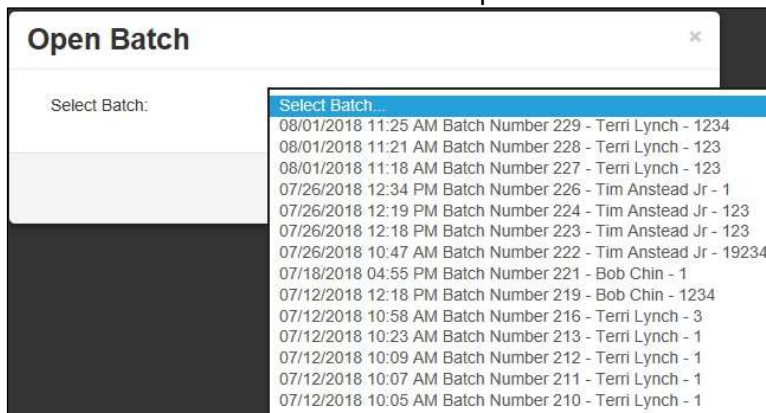 Open Batch ×
Select Batch:
Select Batch...
08/01/2018 11:25 AM Batch Number 229 - Terri Lynch - 1234
08/01/2018 11:21 AM Batch Number 228 - Terri Lynch - 123
08/01/2018 11:18 AM Batch Number 227 - Terri Lynch - 123
07/26/2018 12:34 PM Batch Number 226 - Tim Anstead Jr - 1
07/26/2018 12:19 PM Batch Number 224 - Tim Anstead Jr - 123
07/26/2018 12:18 PM Batch Number 223 - Tim Anstead Jr - 123
07/26/2018 10:47 AM Batch Number 222 - Tim Anstead Jr - 19234
07/18/2018 04:55 PM Batch Number 221 - Bob Chin - 1
07/12/2018 12:18 PM Batch Number 219 - Bob Chin - 1234
07/12/2018 10:58 AM Batch Number 216 - Terri Lynch - 3
07/12/2018 10:23 AM Batch Number 213 - Terri Lynch - 1
07/12/2018 10:09 AM Batch Number 212 - Terri Lynch - 1
07/12/2018 10:07 AM Batch Number 211 - Terri Lynch - 1
07/12/2018 10:05 AM Batch Number 210 - Terri Lynch - 1